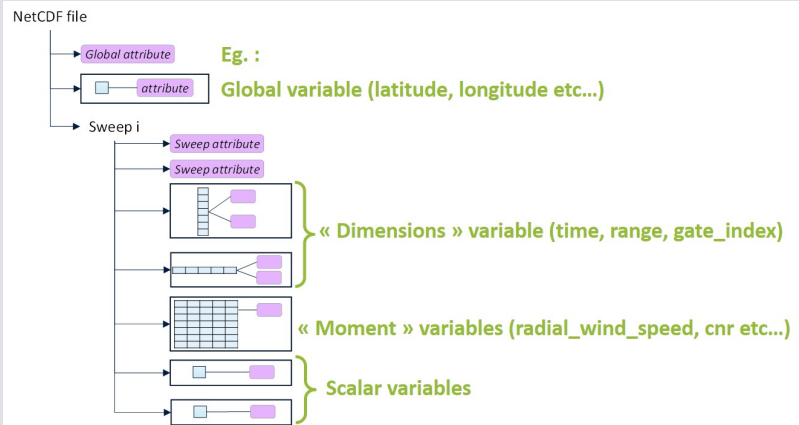 NetCDF file
Global attribute
Eg. :
attribute
Global variable (latitude, longitude etc...)
Sweep i
Sweep attribute
Sweep attribute
« Dimensions » variable (time, range, gate_index)
« Moment » variables (radial_wind_speed, cnr etc...)
Scalar variables